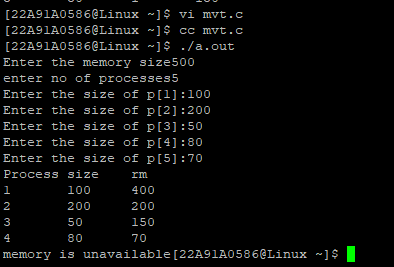 [22A91A0586@Linux ~]$ vi mvt.c
[22A91A0586@Linux ~]$ cc mvt.c
[22A91A0586@Linux ~]$ ./a.out
Enter the memory size500
enter no of processes5
Enter the size of p[1]:100
Enter the size of p[2]:200
Enter the size of p[3]:50
Enter the size of p[4]:80
Enter the size of p[5]:70
Process size    rm
1       100     400
2       200     200
3       50      150
4       80      70
memory is unavailable[22A91A0586@Linux ~]$